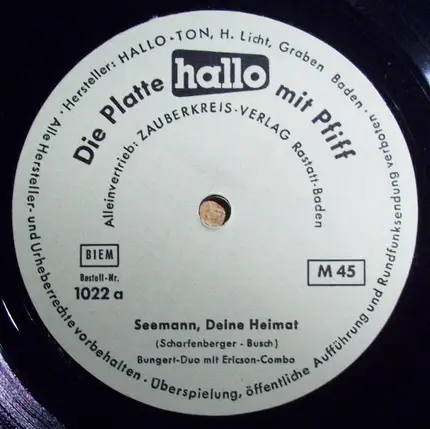 · Hersteller: HALLO-TON, H. Licht, Graben Baden · Alle Hersteller- und Urheberrechte vorbehalten · Überspielung, öffentliche Aufführung und Rundfunksendung verboten ·
Die Platte hallo mit Pfiff
Alleinvertrieb: ZAUBERKREIS-VERLAG Rastatt-Baden
BIEM
Bestell-Nr.
1022 a
M 45
Seemann, Deine Heimat
(Scharfenberger - Busch)
Bungert-Duo mit Ericson-Combo